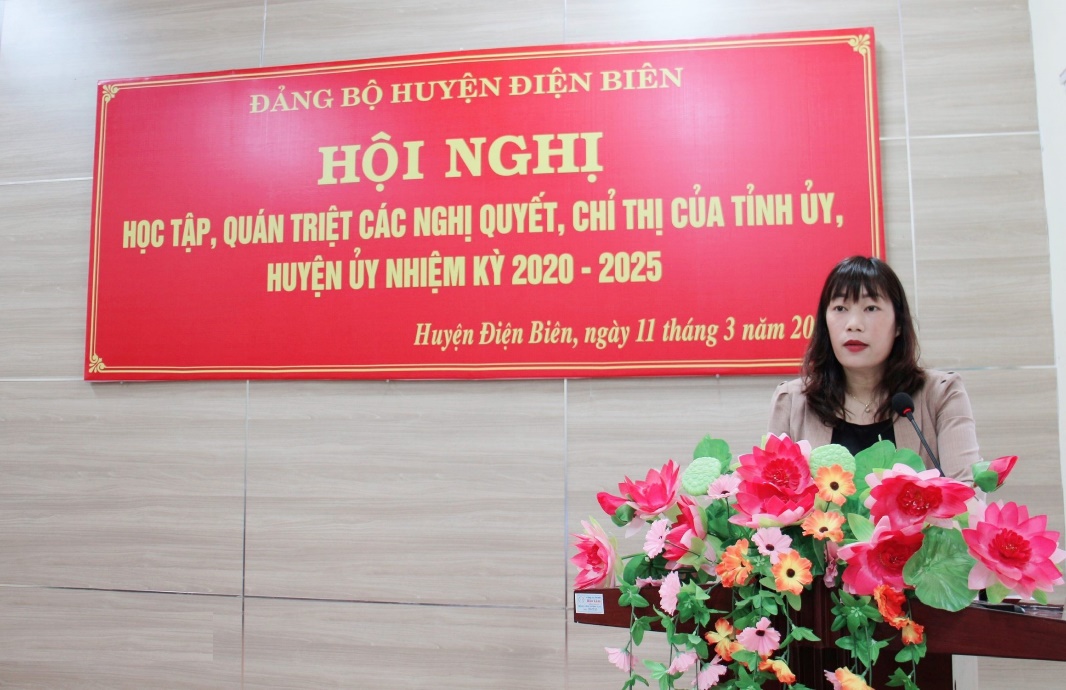 ĐẢNG BỘ HUYỆN ĐIỆN BIÊN
HỘI NGHỊ
HỌC TẬP, QUÁN TRIỆT CÁC NGHỊ QUYẾT, CHỈ THỊ CỦA TỈNH ỦY,
HUYỆN ỦY NHIỆM KỲ 2020 - 2025
Huyện Điện Biên, ngày 11 tháng 3 năm